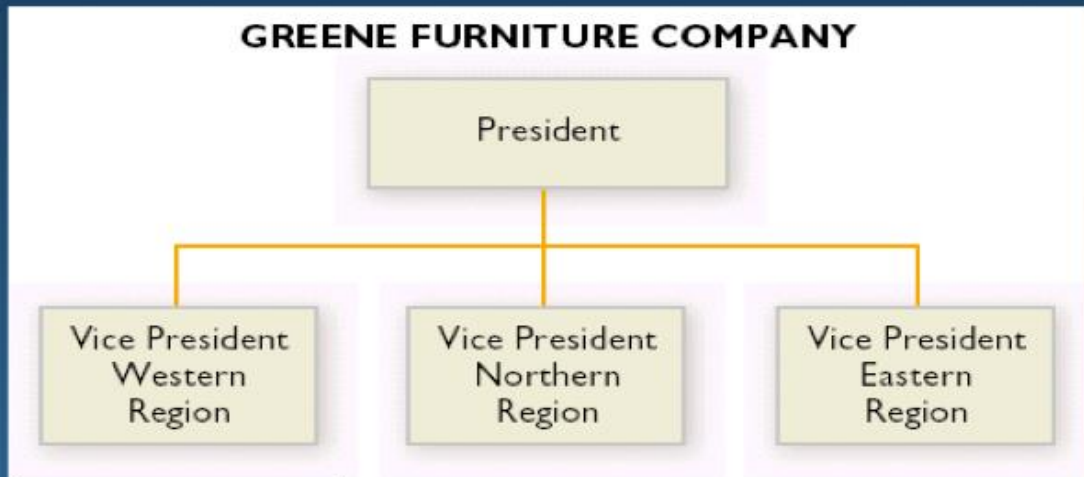 GREENE FURNITURE COMPANY
President
Vice President
Western
Region
Vice President
Northern
Region
Vice President
Eastern
Region